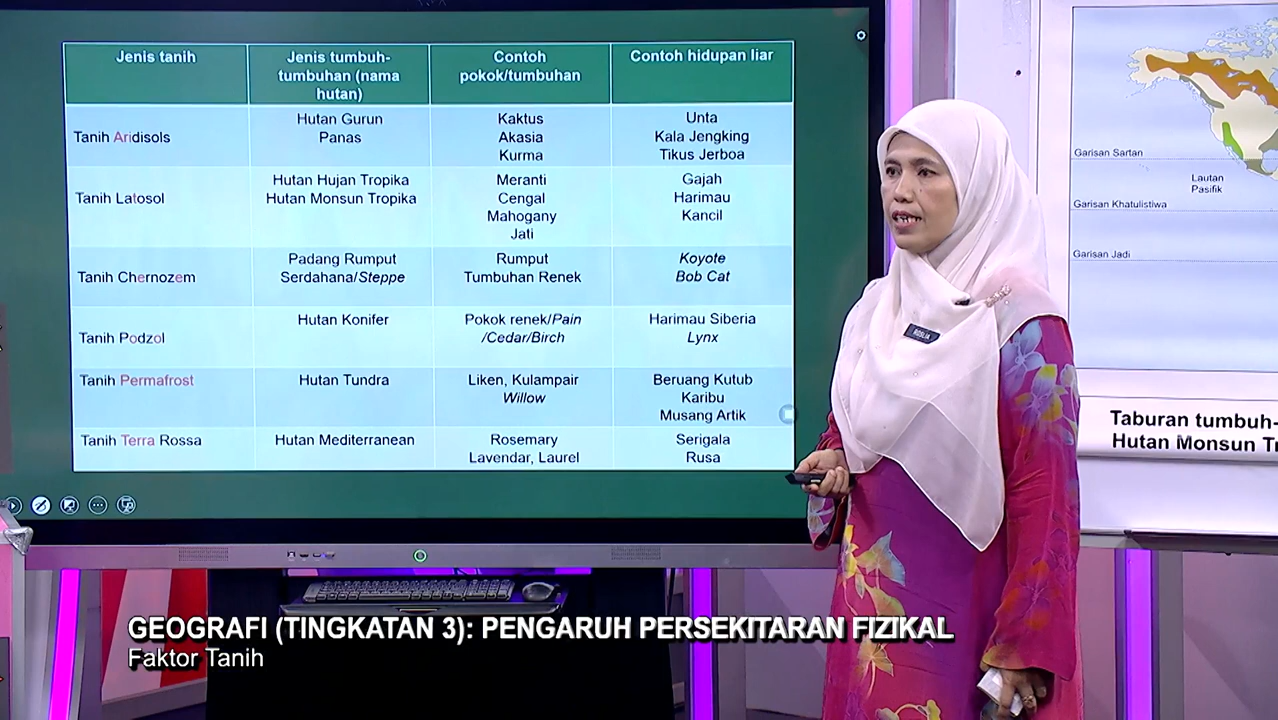 Jenis tanih
Jenis tumbuh-
tumbuhan (nama
hutan)
Contoh
pokok/tumbuhan
Contoh hidupan liar
Tanih Aridisols
Hutan Gurun
Panas
Kaktus
Akasia
Kurma
Unta
Kala Jengking
Tikus Jerboa
Tanih Latosol
Hutan Hujan Tropika
Hutan Monsun Tropika
Meranti
Cengal
Mahogany
Jati
Gajah
Harimau
Kancil
Tanih Chernozem
Padang Rumput
Serdahana/Steppe
Rumput
Tumbuhan Renek
Koyote
Bob Cat
Tanih Podzol
Hutan Konifer
Pokok renek/Pain
/Cedar/Birch
Harimau Siberia
Lynx
Tanih Permafrost
Hutan Tundra
Liken, Kulampair
Willow
Beruang Kutub
Karibu
Musang Artik
Tanih Terra Rossa
Hutan Mediterranean
Rosemary
Lavendar, Laurel
Serigala
Rusa
Garisan Sartan
Lautan
Pasifik
Garisan Khatulistiwa
Garisan Jadi
Taburan tumbuh-
Hutan Monsun Tr
ROSLIA
GEOGRAFI (TINGKATAN 3): PENGARUH PERSEKITARAN FIZIKAL
Faktor Tanih